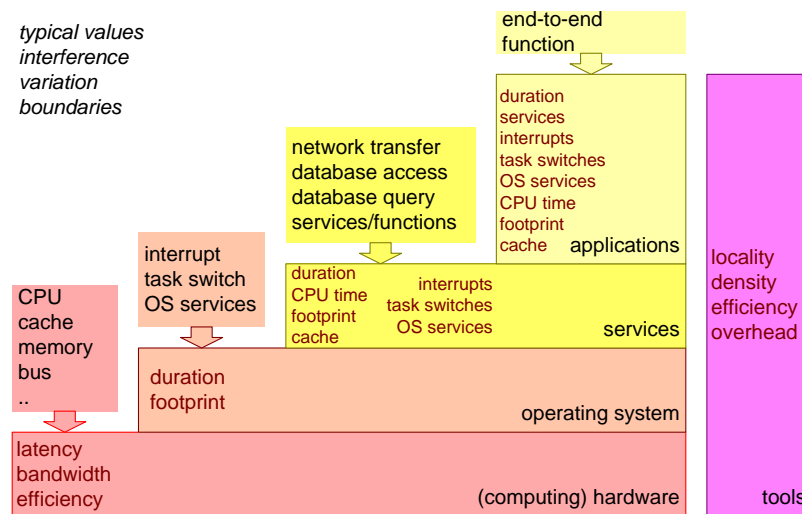 typical values
interference
variation
boundaries
end-to-end
function
duration
services
interrupts
task switches
OS services
CPU time
footprint
cache
applications
network transfer
database access
database query
services/functions
duration
CPU time
footprint
cache
interrupts
task switches
OS services
services
interrupt
task switch
OS services
duration
footprint
operating system
CPU
cache
memory
bus
..
latency
bandwidth
efficiency
(computing) hardware
locality
density
efficiency
overhead
tools